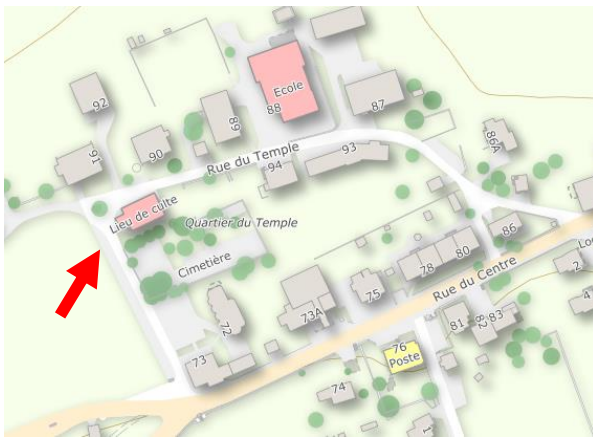 92
Ecole
88
87
89
86A
91
90
Rue du Temple
93
94
Lieu de culte
Quartier du Temple
86
Cimetière
80
78
Rue du Centre
2
75
73A
72
81
82
83
4
76
Poste
73
74
1